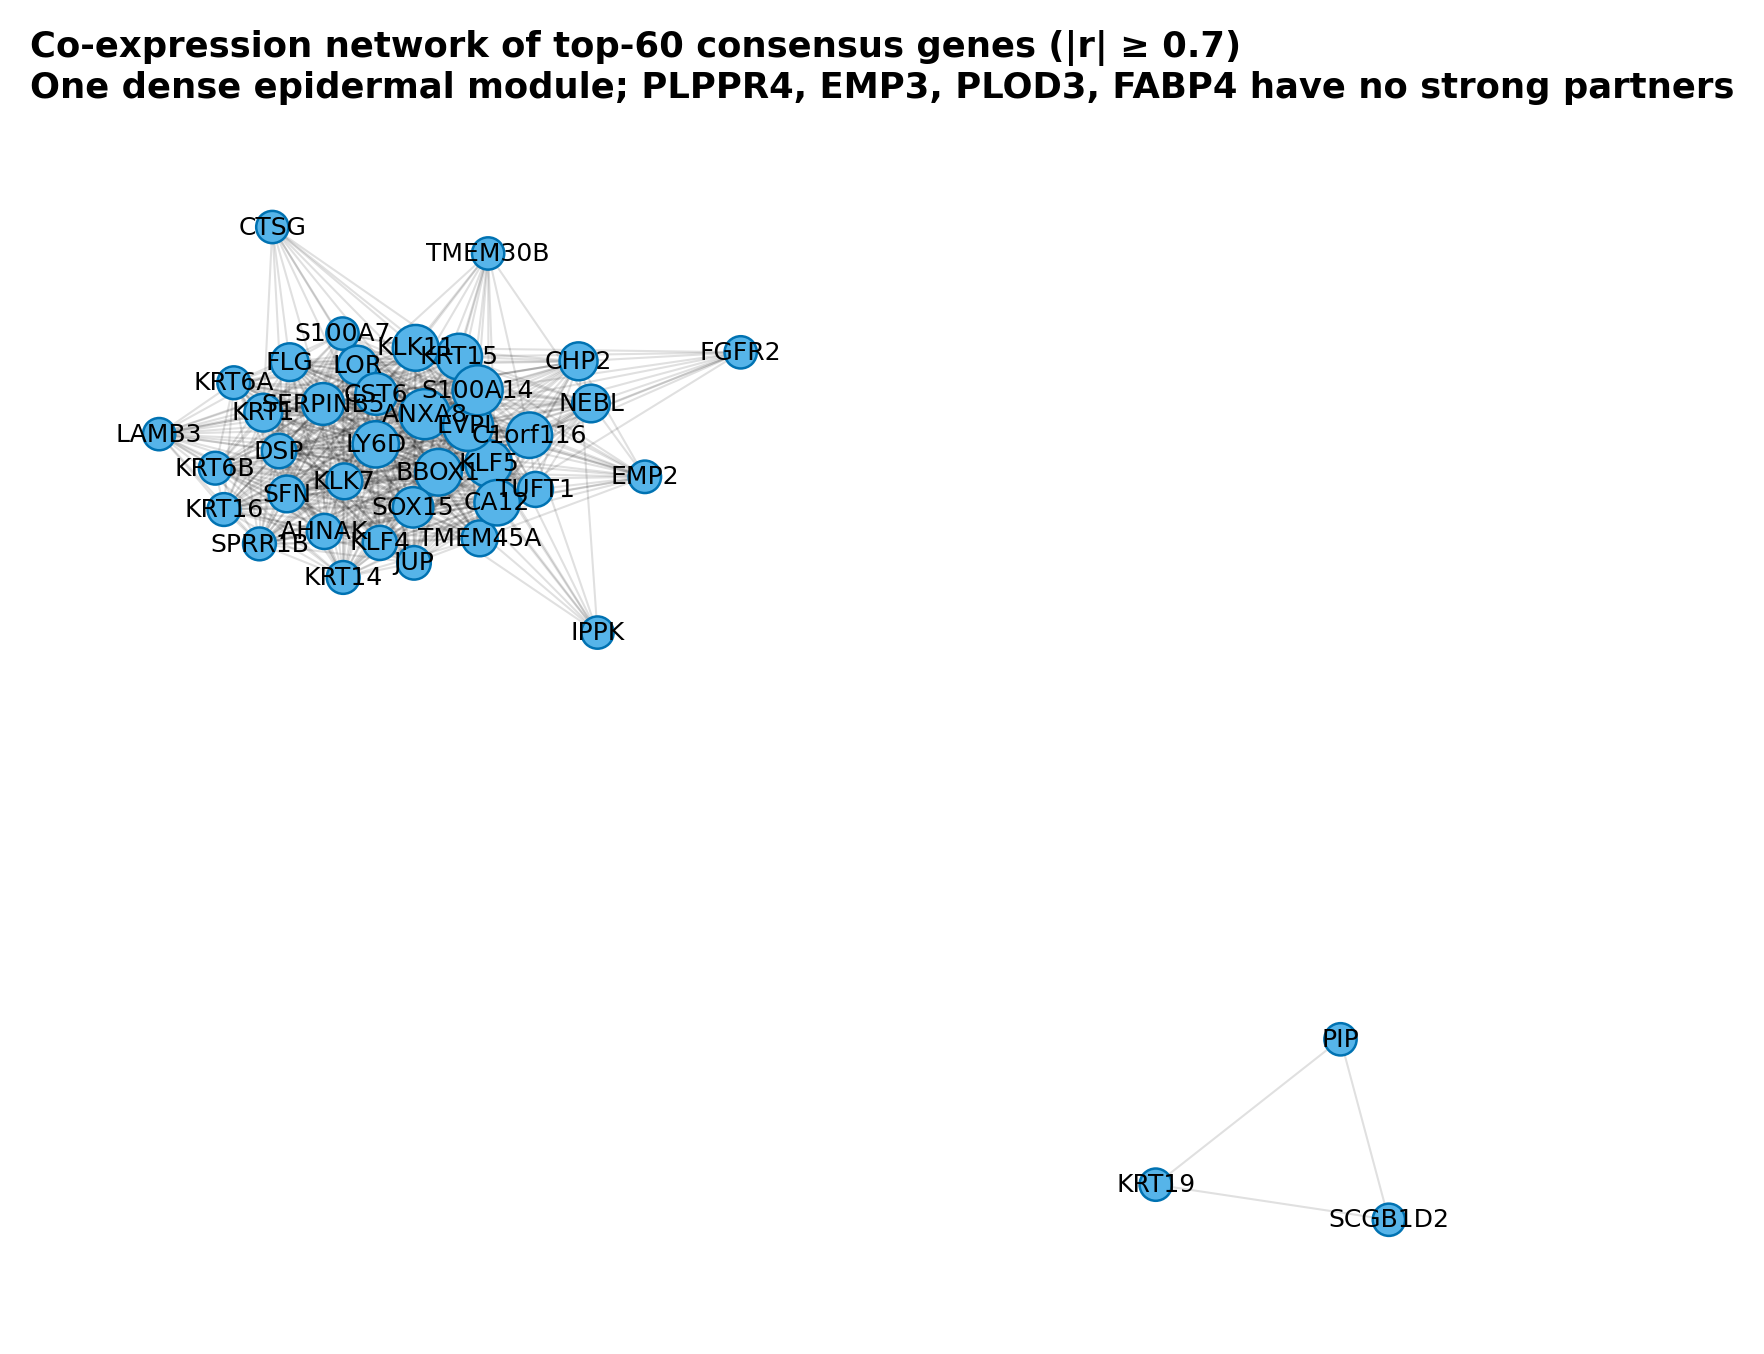 Co-expression network of top-60 consensus genes (|r| ≥ 0.7)
One dense epidermal module; PLPPR4, EMP3, PLOD3, FABP4 have no strong partners
CTSG
TMEM30B
S100A7
KLK11
KRT15
FLG
LOR
CHP2
FGFR2
KRT6A
CST6
S100A14
NEBL
KRT1
SERPINB5
ANXA8
EVPL
LAMB3
C1orf116
DSP
LY6D
KRT6B
KLK7
BBOX1
KLF5
EMP2
SFN
TUFT1
KRT16
SOX15
CA12
SPRR1B
AHNAK
KLF4
TMEM45A
KRT14
JUP
IPPK
PIP
KRT19
SCGB1D2